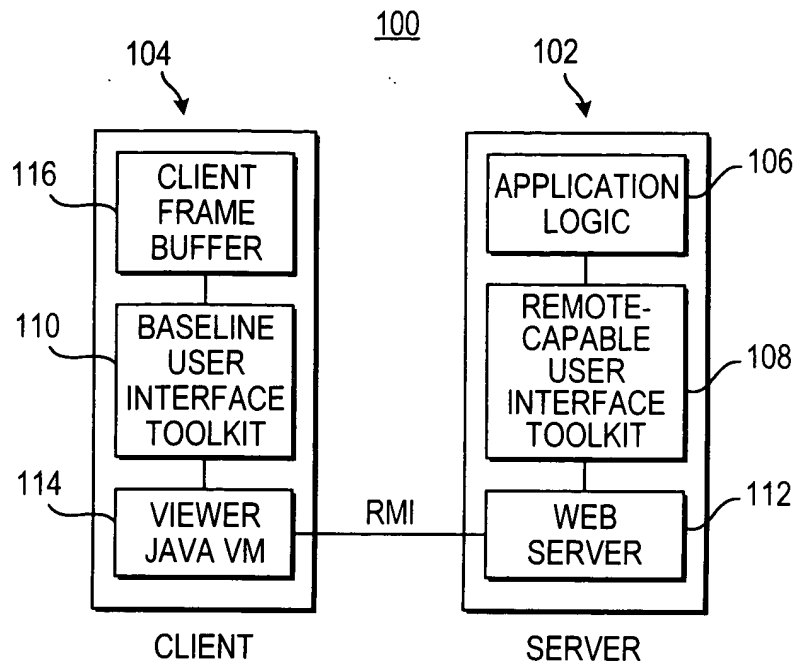 100
104
102
116
CLIENT
FRAME
BUFFER
APPLICATION
LOGIC
106
110
BASELINE
USER
INTERFACE
TOOLKIT
REMOTE-
CAPABLE
USER
INTERFACE
TOOLKIT
108
114
VIEWER
JAVA VM
RMI
WEB
SERVER
112
CLIENT
SERVER